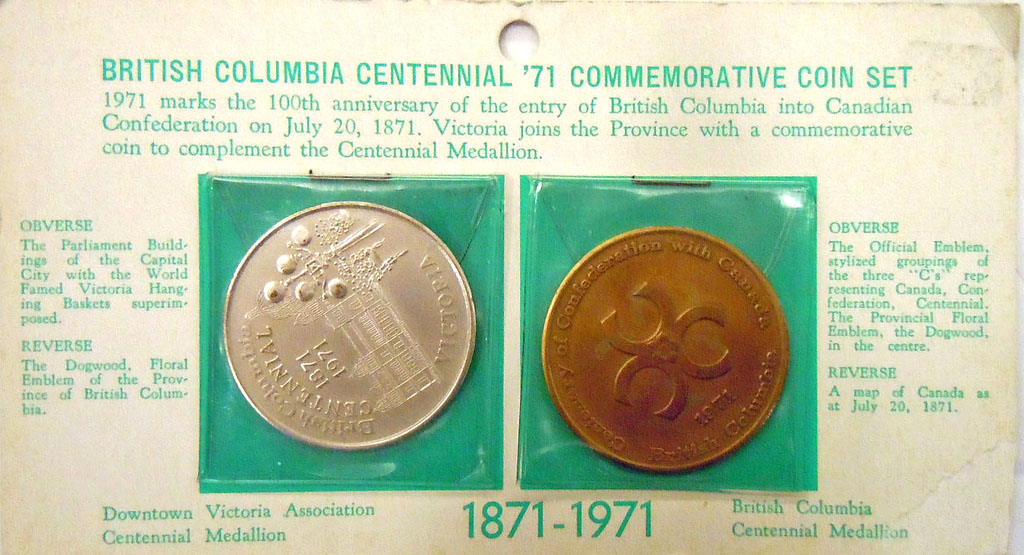 BRITISH COLUMBIA CENTENNIAL '71 COMMEMORATIVE COIN SET
1971 marks the 100th anniversary of the entry of British Columbia into Canadian
Confederation on July 20, 1871. Victoria joins the Province with a commemorative
coin to complement the Centennial Medallion.
OBVERSE
The Parliament Build-
ings of the Capital
City with the World
Famed Victoria Hang-
ing Baskets superim-
posed.
REVERSE
The Dogwood, Floral
Emblem of the Prov-
ince of British Colum-
bia.
VICTORIA
1871
1971
CENTENNIAL
British Columbia
Century of Confederation with Canada
1971
British Columbia
OBVERSE
The Official Emblem,
stylized groupings of
the three "C's" rep-
resenting Canada, Con-
federation, Centennial.
The Provincial Floral
Emblem, the Dogwood,
in the centre.
REVERSE
A map of Canada as
at July 20, 1871.
Downtown Victoria Association
Centennial Medallion
1871-1971
British Columbia
Centennial Medallion